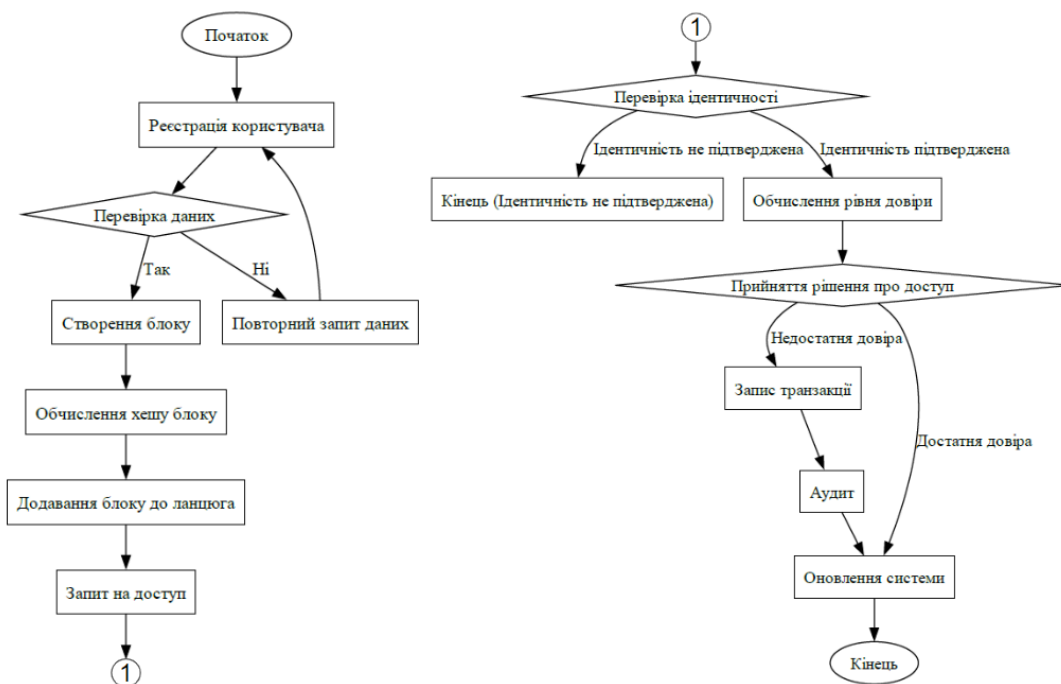 Початок
Реєстрація користувача
Перевірка даних
Так
Ні
Створення блоку
Повторний запит даних
Обчислення хешу блоку
Додавання блоку до ланцюга
Запит на доступ
1
1
Перевірка ідентичності
Ідентичність не підтверджена
Ідентичність підтверджена
Кінець (Ідентичність не підтверджена)
Обчислення рівня довіри
Прийняття рішення про доступ
Недостатня довіра
Запис транзакції
Достатня довіра
Аудит
Оновлення системи
Кінець